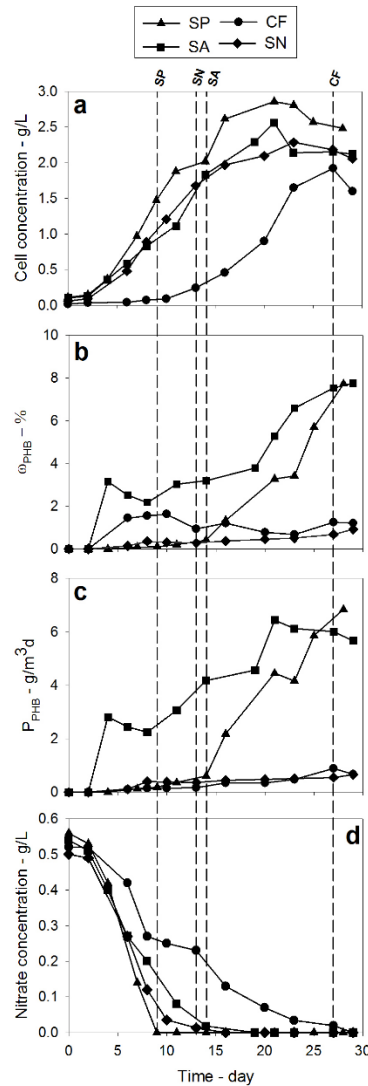 SP CF
SA SN
SP SN SA CF
a
Cell concentration - g/L
3.0
2.5
2.0
1.5
1.0
0.5
0.0
b
ωPHB – %
10
8
6
4
2
0
c
PPHB - g/m³d
8
6
4
2
0
d
Nitrate concentration - g/L
0.6
0.5
0.4
0.3
0.2
0.1
0.0
0 5 10 15 20 25 30
Time - day